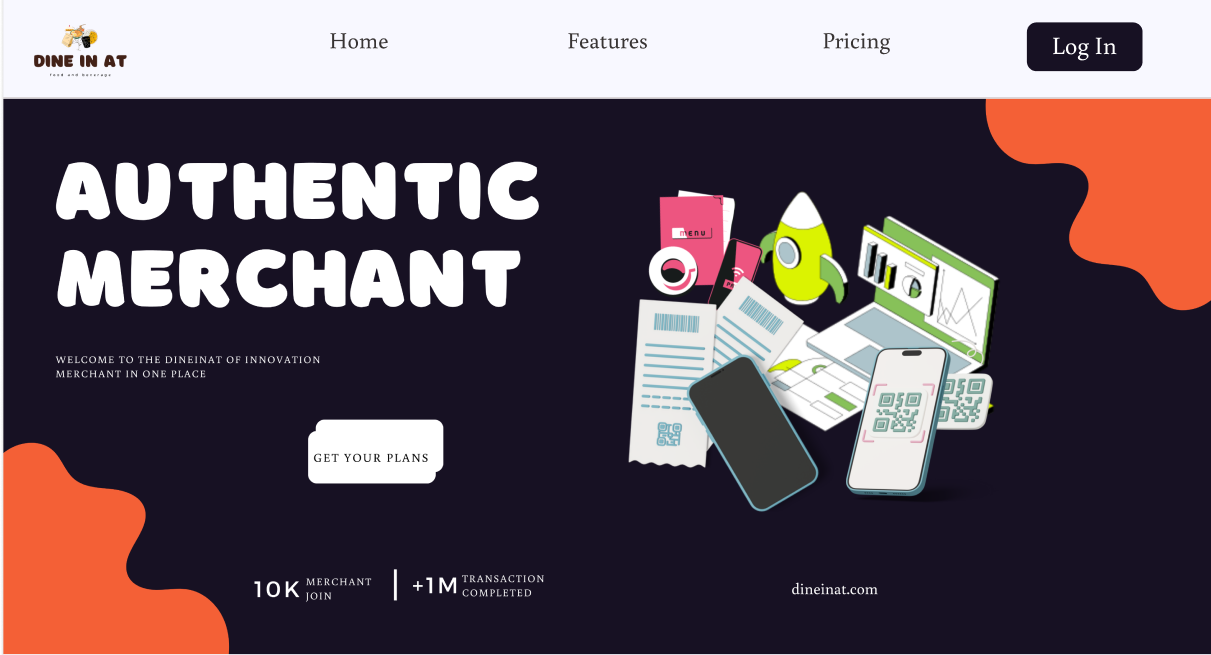 DINE IN AT
food and beverage
Home
Features
Pricing
Log In
AUTHENTIC
MERCHANT
WELCOME TO THE DINEINAT OF INNOVATION
MERCHANT IN ONE PLACE
MENU
GET YOUR PLANS
10K
MERCHANT
JOIN
+1M
TRANSACTION
COMPLETED
dineinat.com